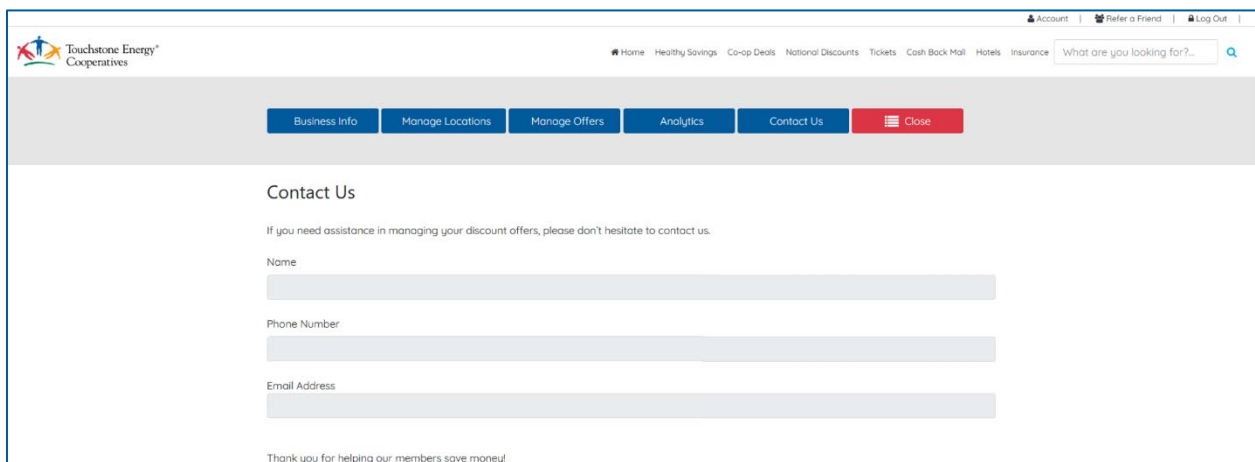 Account | Refer a Friend | Log Out |
Touchstone Energy®
Cooperatives
Home Healthy Savings Co-op Deals National Discounts Tickets Cash Back Mall Hotels Insurance What are you looking for?...
Business Info Manage Locations Manage Offers Analytics Contact Us Close
Contact Us
If you need assistance in managing your discount offers, please don't hesitate to contact us.
Name
Phone Number
Email Address
Thank you for helping our members save money!